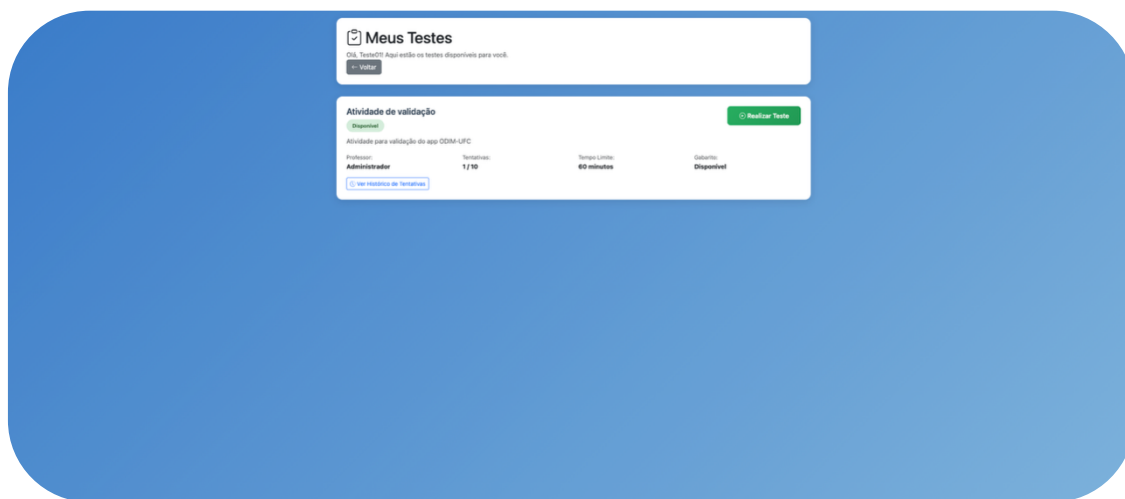 Meus Testes
Olá, Teste01! Aqui estão os testes disponíveis para você.
← Voltar
Atividade de validação
Realizar Teste
Disponível
Atividade para validação do app ODIM-UFC
Professor: Tentativas: Tempo Limite: Gabarito:
Administrador 1 / 10 60 minutos Disponível
Ver Histórico de Tentativas